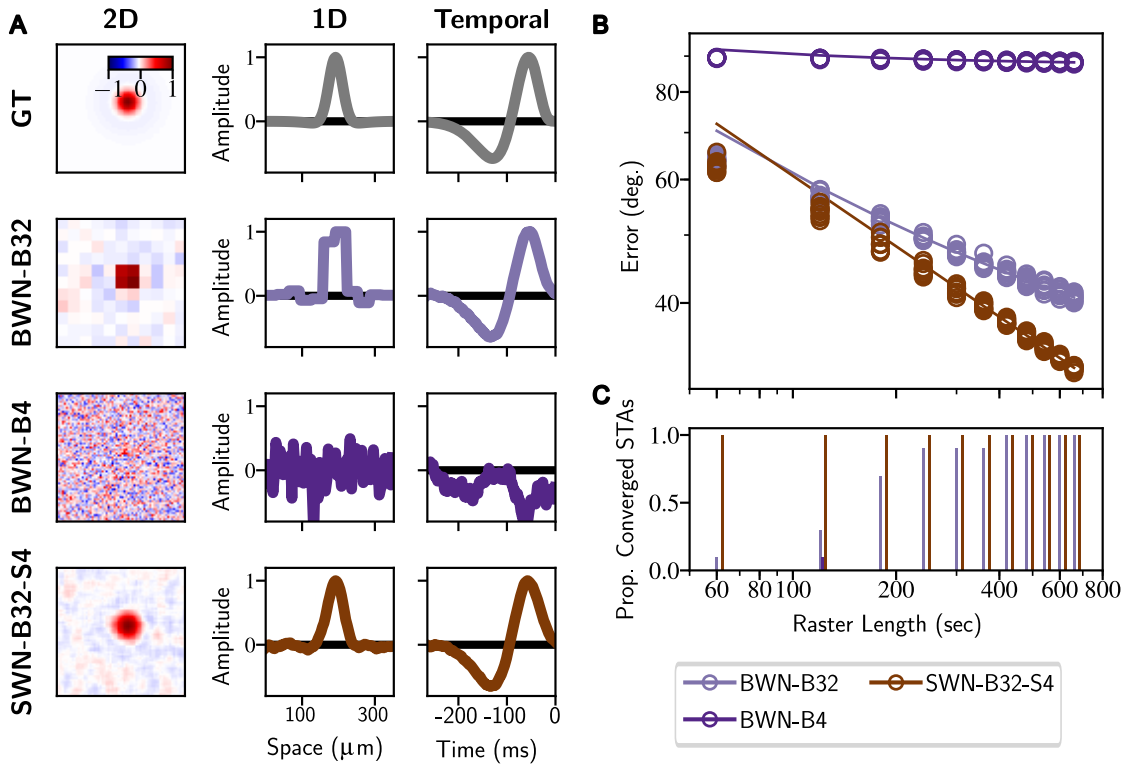 A
2D
1D
Temporal
GT
−1 0 1
Amplitude
1
0
BWN-B32
Amplitude
1
0
BWN-B4
Amplitude
1
0
SWN-B32-S4
Amplitude
1
0
100
300
-200
-100
0
Space (μm)
Time (ms)
B
Error (deg.)
80
60
40
C
Prop. Converged STAs
1.0
0.5
0.0
60 80 100 200 400 600 800
Raster Length (sec)
BWN-B32
SWN-B32-S4
BWN-B4